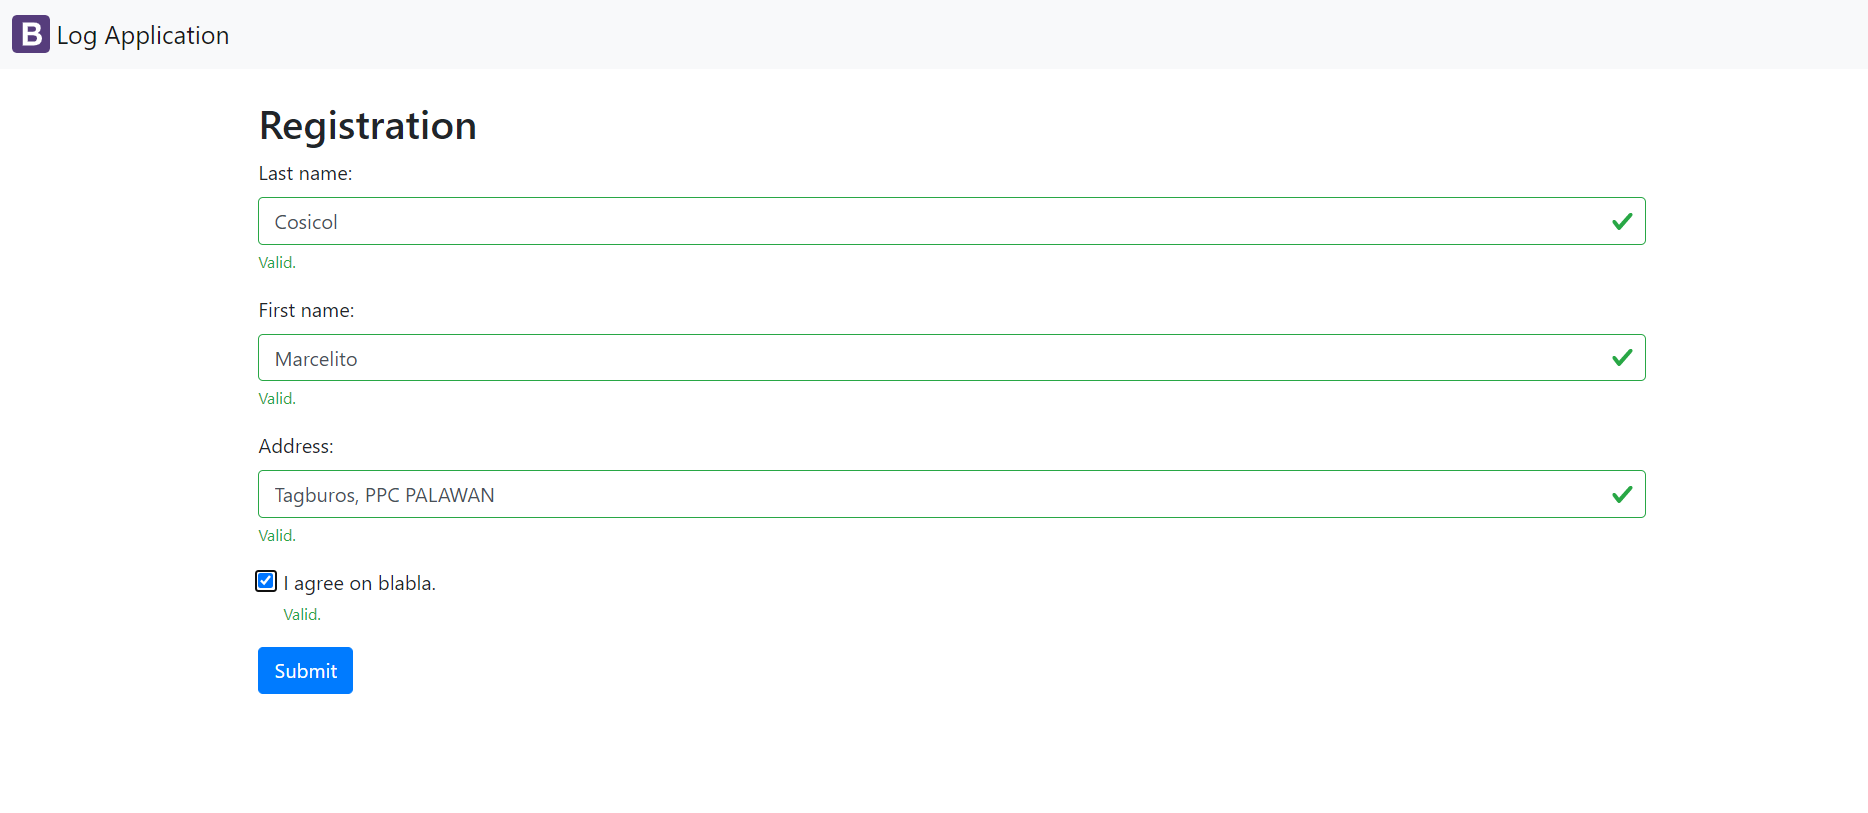 B Log Application
Registration
Last name:
Cosicol
Valid.
First name:
Marcelito
Valid.
Address:
Tagburos, PPC PALAWAN
Valid.
I agree on blabla.
Valid.
Submit